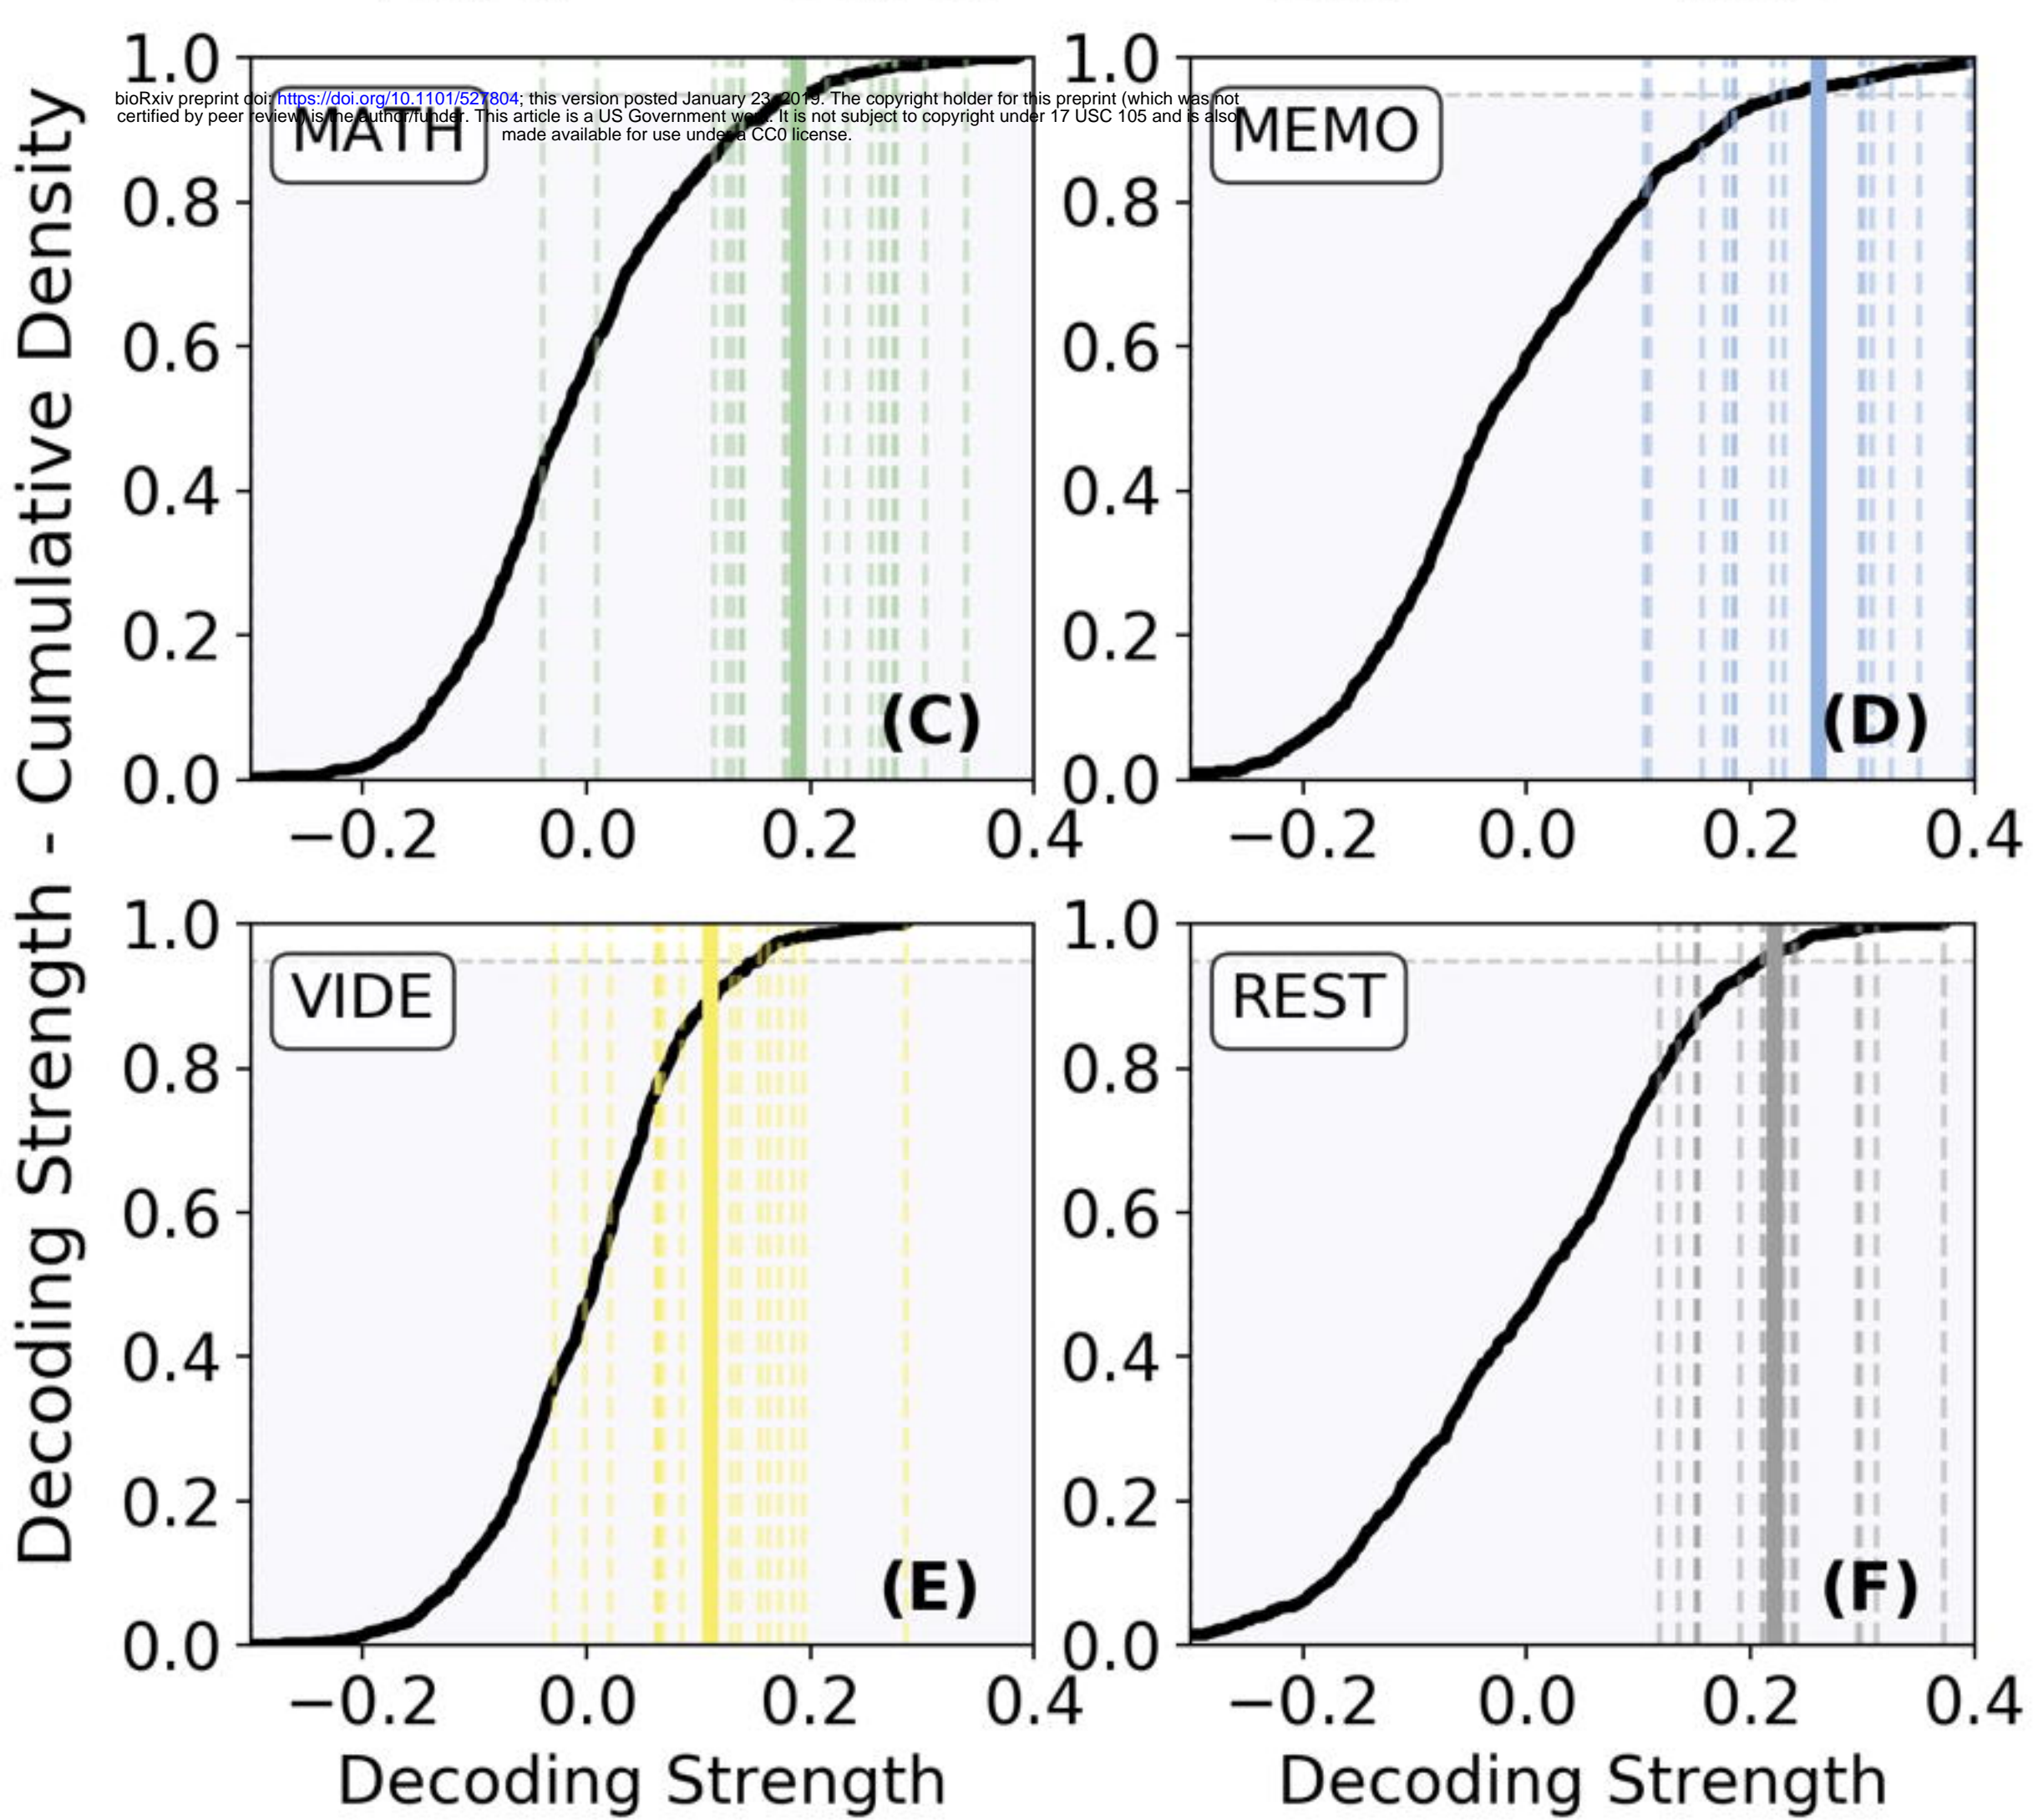 1.0
1.0
bioRxiv preprint doi: https://doi.org/10.1101/527804; this version posted January 23, 2019. The copyright holder for this preprint (which was not
certified by peer review) is the author/funder. This article is a US Government work. It is not subject to copyright under 17 USC 105 and is also
made available for use under a CC0 license.
MATH
MEMO
0.8
0.8
0.6
0.6
0.4
0.4
0.2
0.2
(C)
(D)
0.0
0.0
−0.2 0.0 0.2 0.4
−0.2 0.0 0.2 0.4
Decoding Strength - Cumulative Density
1.0
1.0
VIDE
REST
0.8
0.8
0.6
0.6
0.4
0.4
0.2
0.2
(E)
(F)
0.0
0.0
−0.2 0.0 0.2 0.4
−0.2 0.0 0.2 0.4
Decoding Strength
Decoding Strength